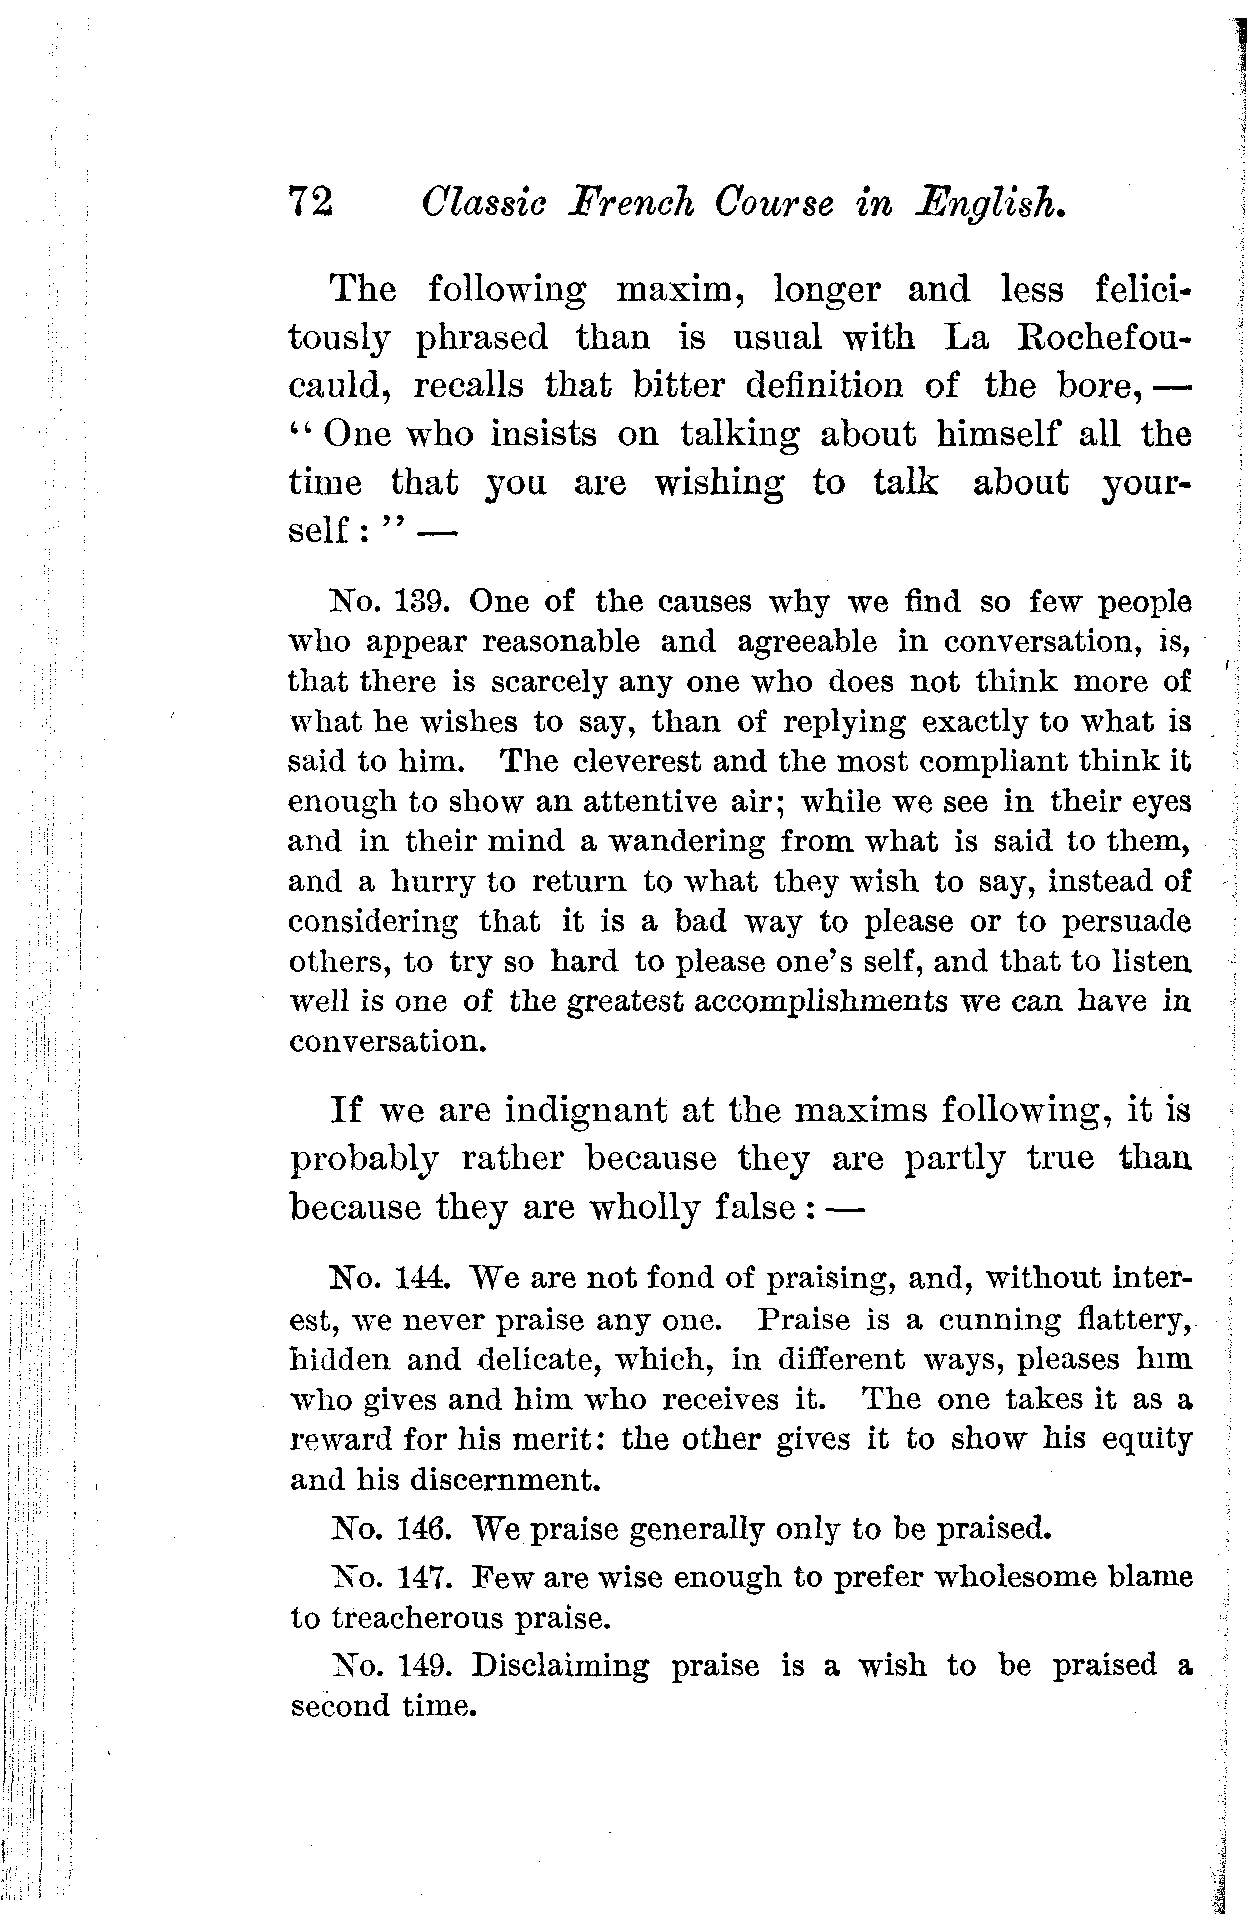 72 Classic French Course in English.
The following maxim, longer and less felici-
tously phrased than is usual with La Rochefou-
cauld, recalls that bitter definition of the bore, —
“ One who insists on talking about himself all the
time that you are wishing to talk about your-
self : ” —
No. 139. One of the causes why we find so few people
who appear reasonable and agreeable in conversation, is,
that there is scarcely any one who does not think more of
what he wishes to say, than of replying exactly to what is
said to him. The cleverest and the most compliant think it
enough to show an attentive air; while we see in their eyes
and in their mind a wandering from what is said to them,
and a hurry to return to what they wish to say, instead of
considering that it is a bad way to please or to persuade
others, to try so hard to please one’s self, and that to listen
well is one of the greatest accomplishments we can have in
conversation.
If we are indignant at the maxims following, it is
probably rather because they are partly true than
because they are wholly false : —
No. 144. We are not fond of praising, and, without inter-
est, we never praise any one. Praise is a cunning flattery,
hidden and delicate, which, in different ways, pleases him
who gives and him who receives it. The one takes it as a
reward for his merit: the other gives it to show his equity
and his discernment.
No. 146. We praise generally only to be praised.
No. 147. Few are wise enough to prefer wholesome blame
to treacherous praise.
No. 149. Disclaiming praise is a wish to be praised a
second time.